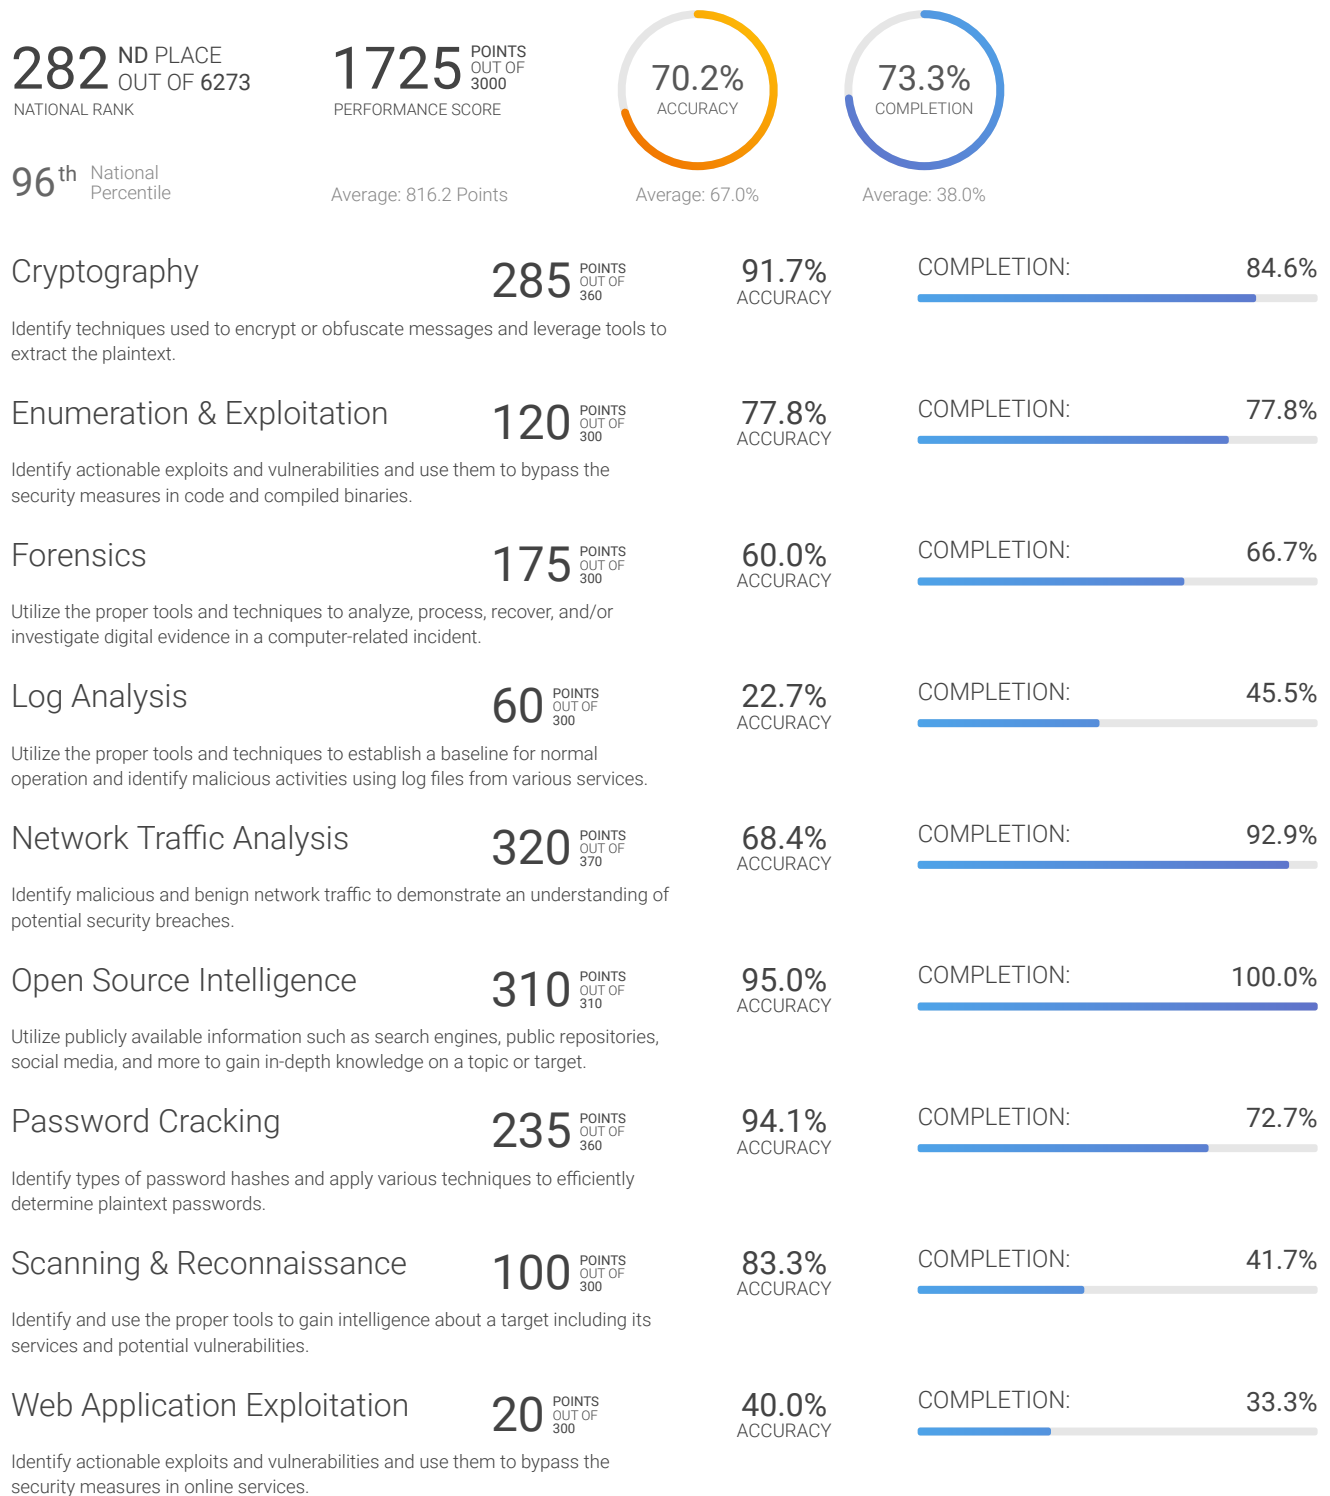 282 ND PLACE
OUT OF 6273
NATIONAL RANK
96th National
Percentile
1725 POINTS
OUT OF
3000
PERFORMANCE SCORE
Average: 816.2 Points
70.2%
ACCURACY
Average: 67.0%
73.3%
COMPLETION
Average: 38.0%
Cryptography
285 POINTS
OUT OF
360
91.7%
ACCURACY
COMPLETION: 84.6%
Identify techniques used to encrypt or obfuscate messages and leverage tools to
extract the plaintext.
Enumeration & Exploitation
120 POINTS
OUT OF
300
77.8%
ACCURACY
COMPLETION: 77.8%
Identify actionable exploits and vulnerabilities and use them to bypass the
security measures in code and compiled binaries.
Forensics
175 POINTS
OUT OF
300
60.0%
ACCURACY
COMPLETION: 66.7%
Utilize the proper tools and techniques to analyze, process, recover, and/or
investigate digital evidence in a computer-related incident.
Log Analysis
60 POINTS
OUT OF
300
22.7%
ACCURACY
COMPLETION: 45.5%
Utilize the proper tools and techniques to establish a baseline for normal
operation and identify malicious activities using log files from various services.
Network Traffic Analysis
320 POINTS
OUT OF
370
68.4%
ACCURACY
COMPLETION: 92.9%
Identify malicious and benign network traffic to demonstrate an understanding of
potential security breaches.
Open Source Intelligence
310 POINTS
OUT OF
310
95.0%
ACCURACY
COMPLETION: 100.0%
Utilize publicly available information such as search engines, public repositories,
social media, and more to gain in-depth knowledge on a topic or target.
Password Cracking
235 POINTS
OUT OF
360
94.1%
ACCURACY
COMPLETION: 72.7%
Identify types of password hashes and apply various techniques to efficiently
determine plaintext passwords.
Scanning & Reconnaissance
100 POINTS
OUT OF
300
83.3%
ACCURACY
COMPLETION: 41.7%
Identify and use the proper tools to gain intelligence about a target including its
services and potential vulnerabilities.
Web Application Exploitation
20 POINTS
OUT OF
300
40.0%
ACCURACY
COMPLETION: 33.3%
Identify actionable exploits and vulnerabilities and use them to bypass the
security measures in online services.